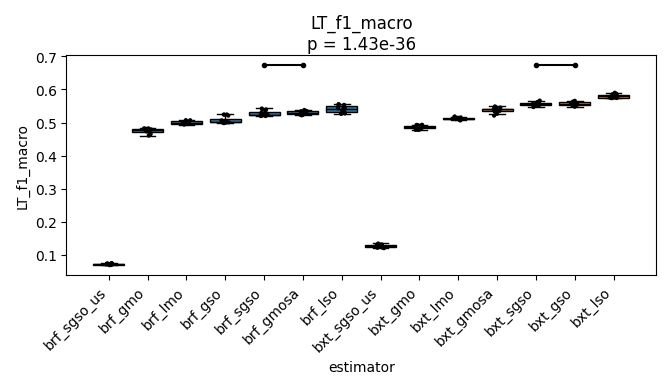 LT_f1_macro
p = 1.43e-36
LT_f1_macro
0.7
0.6
0.5
0.4
0.3
0.2
0.1
brf_sgso_us
brf_gmo
brf_lmo
brf_gso
brf_sgso
brf_gmosa
brf_lso
bxt_sgso_us
bxt_gmo
bxt_lmo
bxt_gmosa
bxt_sgso
bxt_gso
bxt_lso
estimator